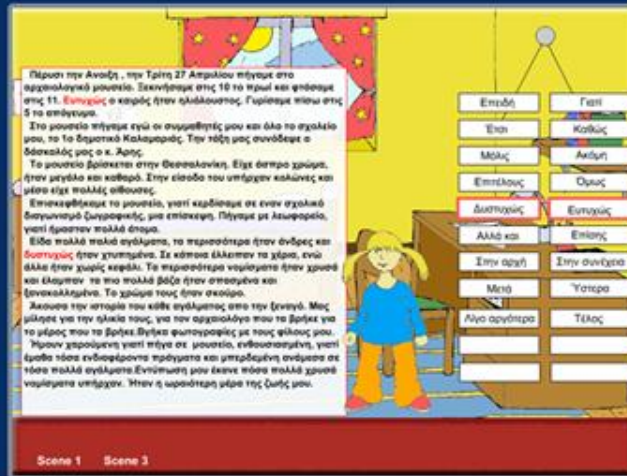 Πέρυσι την Ανοιξη , την Τρίτη 27 Απριλίου πήγαμε στο
αρχαιολογικό μουσείο. Ξεκινήσαμε στις 10 το πρωί και φτάσαμε
στις 11. Ευτυχώς ο καιρός ήταν ηλιόλουστος. Γυρίσαμε πίσω στις
5 το απόγευμα.
Στο μουσείο πήγαμε εγώ οι συμμαθητές μου και όλο το σχολείο
μου, το 1ο δημοτικό Καλαμαριάς. Την τάξη μας συνόδεψε ο
δάσκαλός μας ο κ. Άρης.
Το μουσείο βρίσκεται στην Θεσσαλονίκη. Είχε άσπρο χρώμα,
ήταν μεγάλο και καθαρό. Στην είσοδο του υπήρχαν κολώνες και
μέσα είχε πολλές αίθουσες.
Επισκεφθήκαμε το μουσείο, γιατί κερδίσαμε σε εναν σχολικό
διαγωνισμό ζωγραφικής, μια επίσκεψη. Πήγαμε με λεωφορείο,
γιατί ήμασταν πολλά άτομα.
Είδα πολλά παλιά αγάλματα, τα περισσότερα ήταν άνδρες και
δυστυχώς ήταν χτυπημένα. Σε κάποια έλλειπαν τα χέρια, ενώ
άλλα ήταν χωρίς κεφάλι. Τα περισσότερα νομίσματα ήταν χρυσά
και έλαμπαν τα πιο πολλά βάζα ήταν σπασμένα και
ξανακολλημένα. Το χρώμα τους ήταν σκούρο.
Άκουσα την ιστορία του κάθε αγάλματος απο την ξεναγό. Μας
μίλησε για την ηλικία τους, για τον αρχαιολόγο που τα βρήκε για
το μέρος που τα βρήκε.Βγήκα φωτογραφίες με τους φίλους μου.
Ήμουν χαρούμενη γιατί πήγα σε μουσείο, ενθουσιασμένη, γιατί
έμαθα τόσα ενδιαφέροντα πράγματα και μπερδεμένη ανάμεσα σε
τόσα πολλά αγάλματα.Εντύπωση μου έκανε πόσα πολλά χρυσά
νομίσματα υπήρχαν. Ήταν η ωραιότερη μέρα της ζωής μου.
Επειδή Γιατί
Έτσι Καθώς
Μόλις Ακόμη
Επιτέλους Όμως
Δυστυχώς Ευτυχώς
Αλλά και Επίσης
Στην αρχή Στην συνέχεια
Μετά Ύστερα
Λίγο αργότερα Τέλος
Scene 1 Scene 3